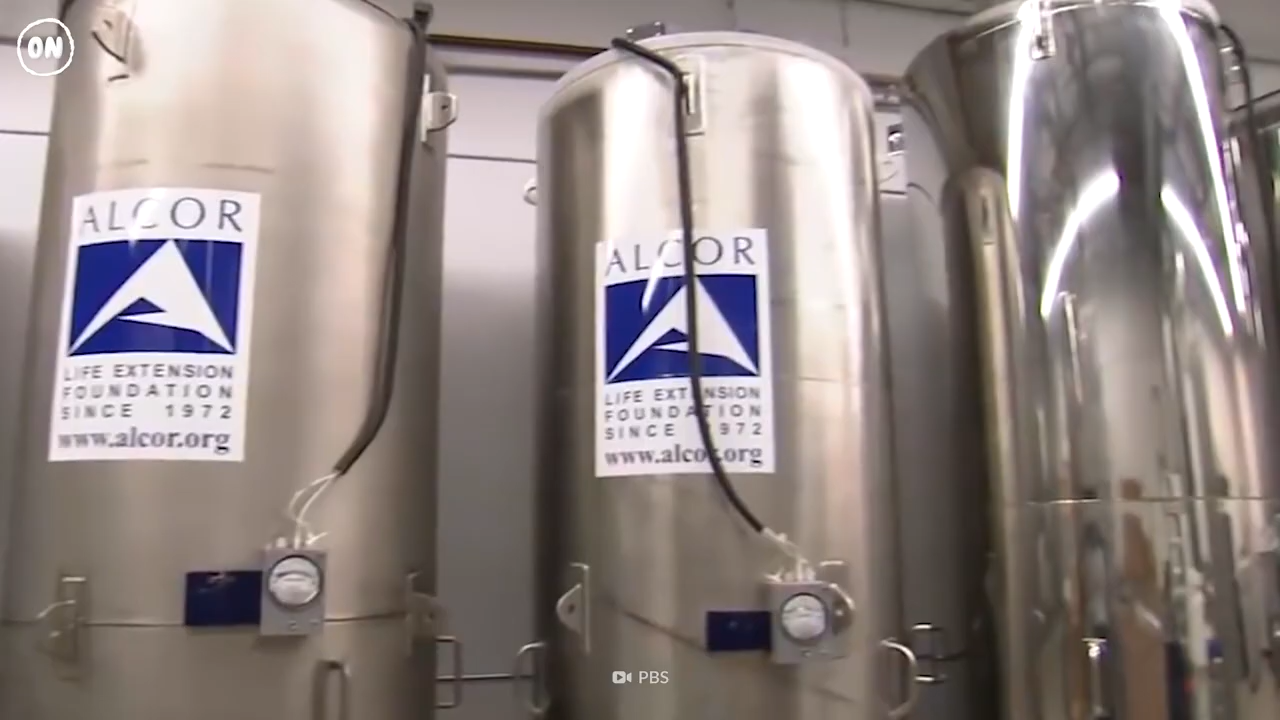 ON
ALCOR
LIFE EXTENSION
FOUNDATION
SINCE 1972
www.alcor.org
ALCOR
LIFE EXTENSION
FOUNDATION
SINCE 1972
www.alcor.org
PBS